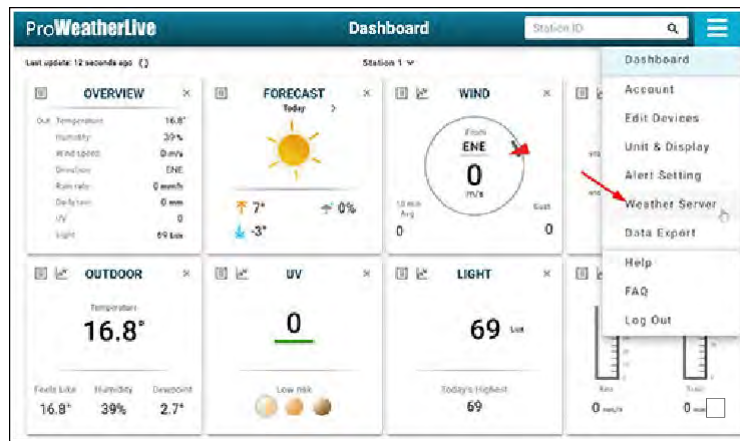 ProWeatherLive
Dashboard
Station ID
Last update: 12 seconds ago
Station 1
OVERVIEW
Out Temperature 16.8°
Humidity 39%
Wind speed 0 m/s
Direction ENE
Rain rate 0 mm/h
Daily rain 0 mm
UV 0
Light 69 Lux
FORECAST
Today
7° 0%
-3°
WIND
From
ENE
0
m/s
10 min
Avg
0
Gust
0
Dashboard
Account
Edit Devices
Unit & Display
Alert Setting
Weather Server
Data Export
Help
FAQ
Log Out
OUTDOOR
Temperature
16.8°
Feels Like Humidity Dewpoint
16.8° 39% 2.7°
UV
0
Low risk
LIGHT
69 Lux
Today's Highest
69
Rate
0 mm/h
0